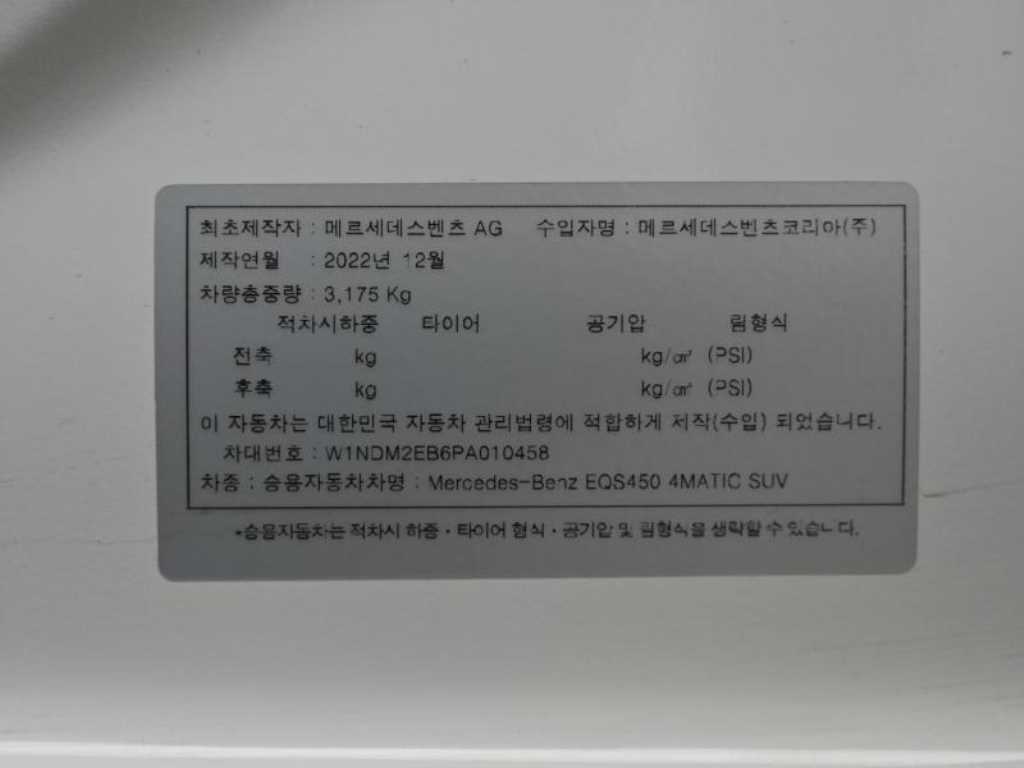 최초제작자 : 메르세데스벤츠 AG 수입자명 : 메르세데스벤츠코리아(주)
제작연월 : 2022년 12월
차량총중량 : 3,175 Kg
적차시하중 타이어 공기압 림형식
전축 kg kg/㎠ (PSI)
후축 kg kg/㎠ (PSI)
이 자동차는 대한민국 자동차 관리법령에 적합하게 제작(수입) 되었습니다.
차대번호 : W1NDM2EB6PA010458
차종 : 승용자동차차명 : Mercedes-Benz EQS450 4MATIC SUV
*승용자동차는 적차시 하중·타이어 형식·공기압 및 림형식을 생략할 수 있습니다.